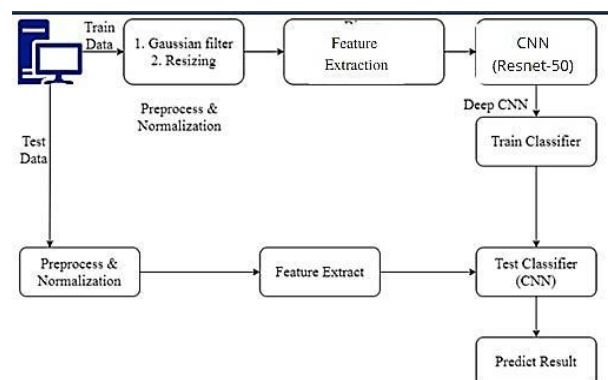 Train
Data
1. Gaussian filter
2. Resizing
Feature
Extraction
CNN
(Resnet-50)
Preprocess &
Normalization
Deep CNN
Train Classifier
Test
Data
Preprocess &
Normalization
Feature Extract
Test Classifier
(CNN)
Predict Result